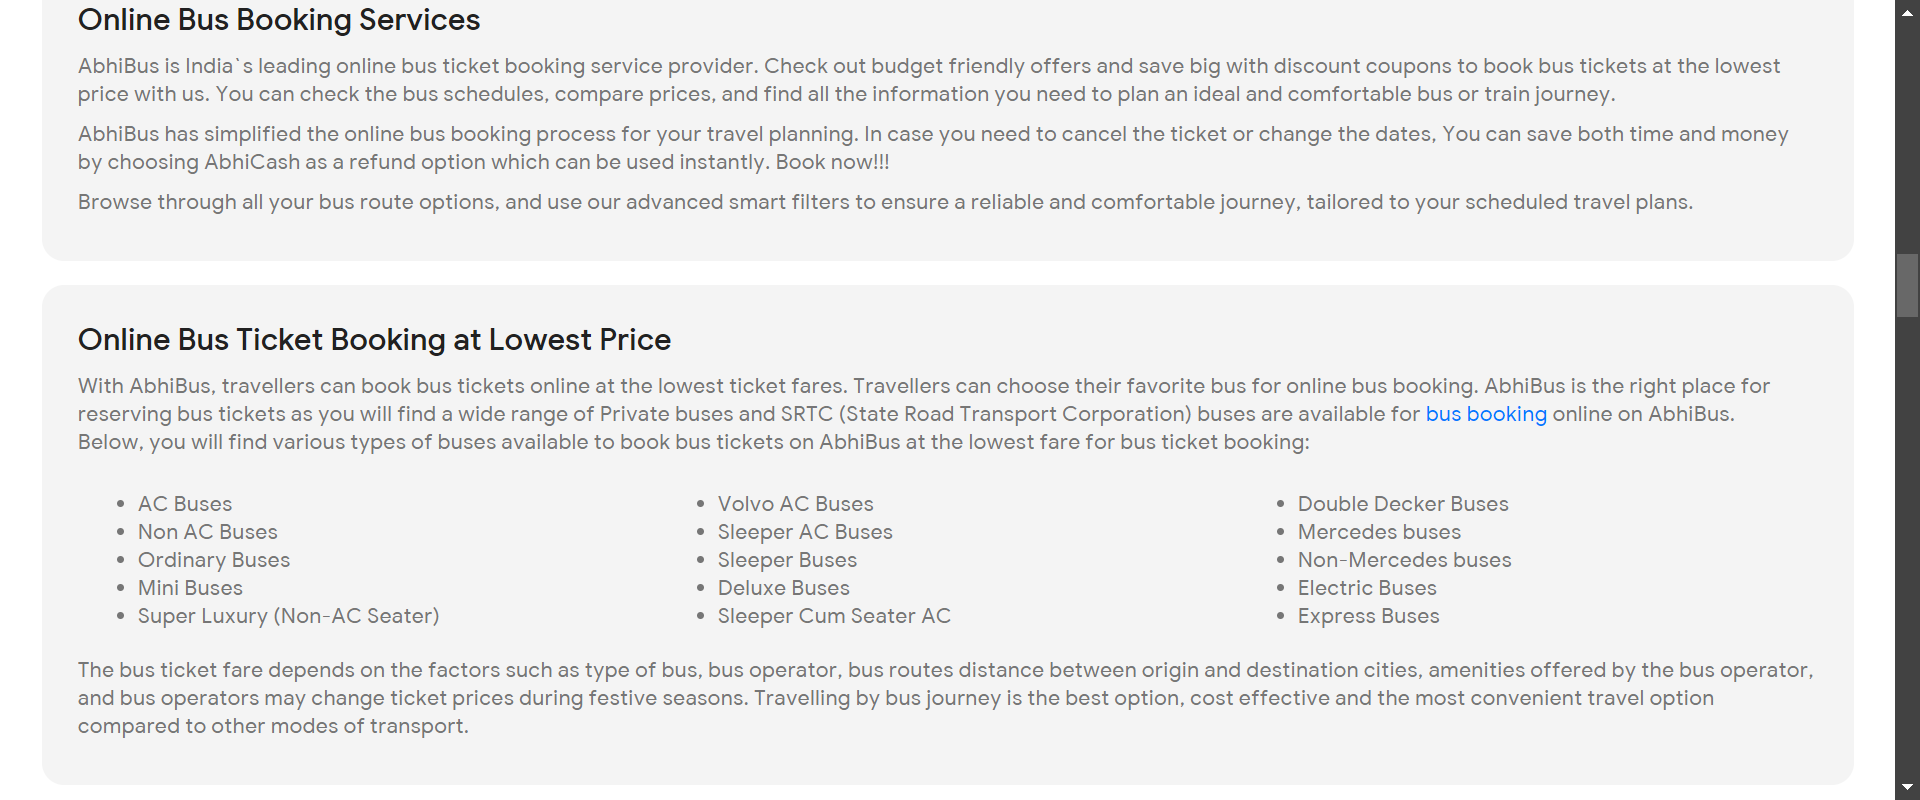 Online Bus Booking Services
AbhiBus is India`s leading online bus ticket booking service provider. Check out budget friendly offers and save big with discount coupons to book bus tickets at the lowest
price with us. You can check the bus schedules, compare prices, and find all the information you need to plan an ideal and comfortable bus or train journey.
AbhiBus has simplified the online bus booking process for your travel planning. In case you need to cancel the ticket or change the dates, You can save both time and money
by choosing AbhiCash as a refund option which can be used instantly. Book now!!!
Browse through all your bus route options, and use our advanced smart filters to ensure a reliable and comfortable journey, tailored to your scheduled travel plans.
Online Bus Ticket Booking at Lowest Price
With AbhiBus, travellers can book bus tickets online at the lowest ticket fares. Travellers can choose their favorite bus for online bus booking. AbhiBus is the right place for
reserving bus tickets as you will find a wide range of Private buses and SRTC (State Road Transport Corporation) buses are available for bus booking online on AbhiBus.
Below, you will find various types of buses available to book bus tickets on AbhiBus at the lowest fare for bus ticket booking:
• AC Buses
• Non AC Buses
• Ordinary Buses
• Mini Buses
• Super Luxury (Non-AC Seater)
• Volvo AC Buses
• Sleeper AC Buses
• Sleeper Buses
• Deluxe Buses
• Sleeper Cum Seater AC
• Double Decker Buses
• Mercedes buses
• Non-Mercedes buses
• Electric Buses
• Express Buses
The bus ticket fare depends on the factors such as type of bus, bus operator, bus routes distance between origin and destination cities, amenities offered by the bus operator,
and bus operators may change ticket prices during festive seasons. Travelling by bus journey is the best option, cost effective and the most convenient travel option
compared to other modes of transport.